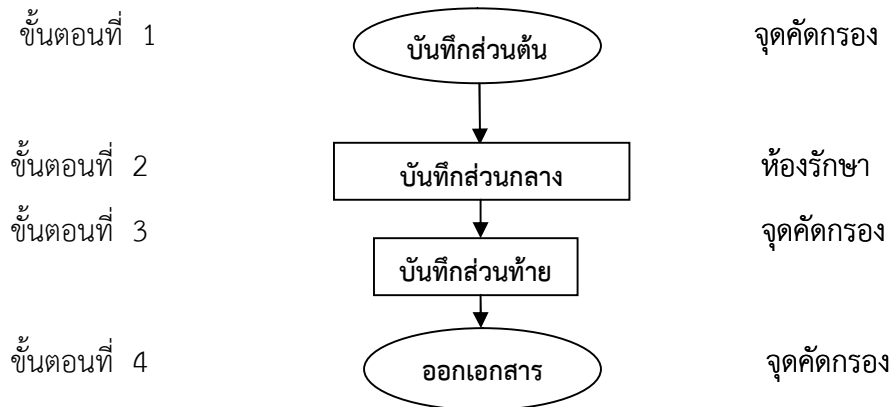 ขั้นตอนที่ 1 บันทึกส่วนต้น จุดคัดกรอง
ขั้นตอนที่ 2 บันทึกส่วนกลาง ห้องรักษา
ขั้นตอนที่ 3 บันทึกส่วนท้าย จุดคัดกรอง
ขั้นตอนที่ 4 ออกเอกสาร จุดคัดกรอง